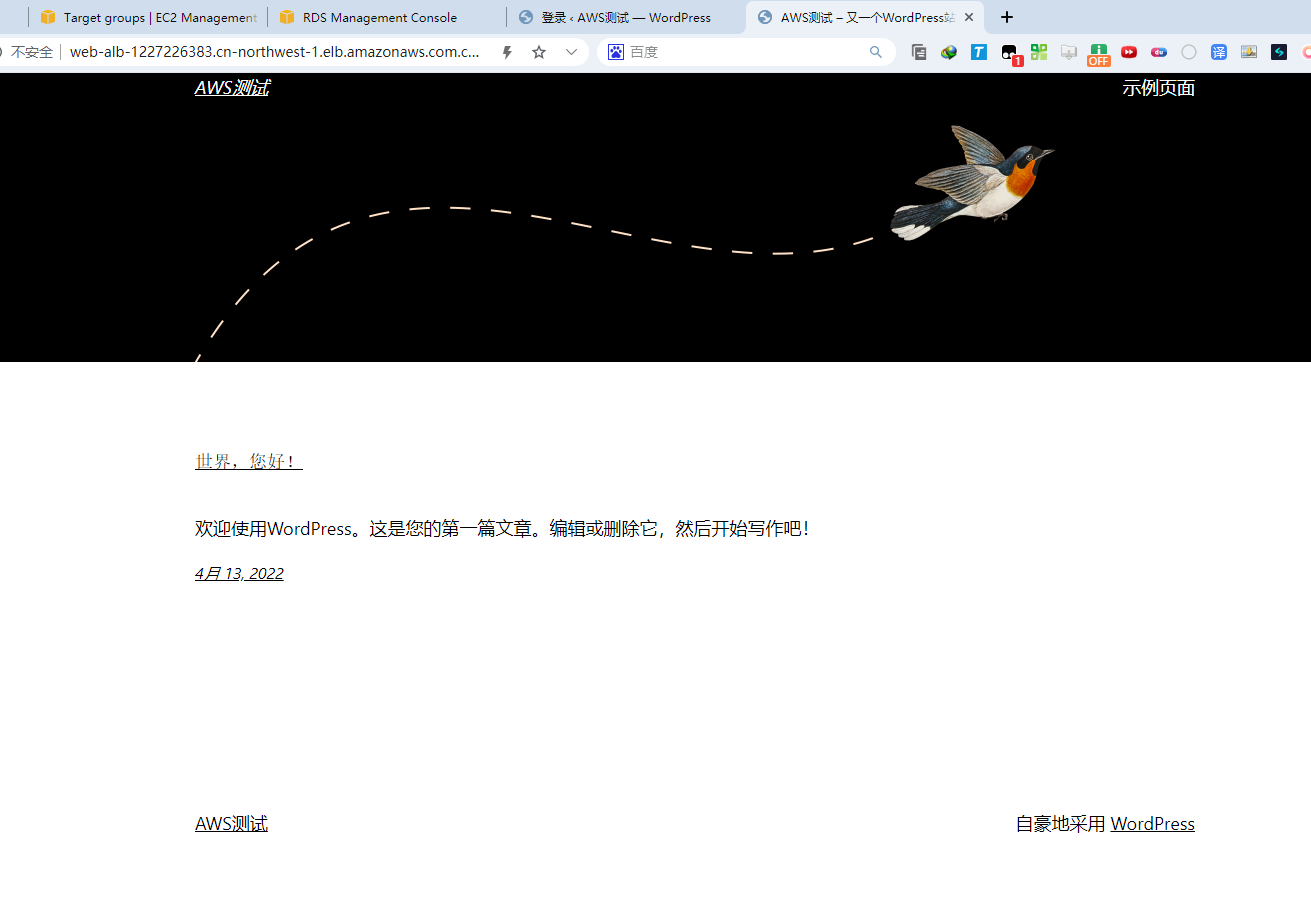 Target groups | EC2 Management
RDS Management Console
登录 ‹ AWS测试 — WordPress
AWS测试 – 又一个WordPress站
不安全
web-alb-1227226383.cn-northwest-1.elb.amazonaws.com.c...
百度
1
OFF
du
译
AWS测试
示例页面
世界，您好！
欢迎使用WordPress。这是您的第一篇文章。编辑或删除它，然后开始写作吧！
4月 13, 2022
AWS测试
自豪地采用 WordPress